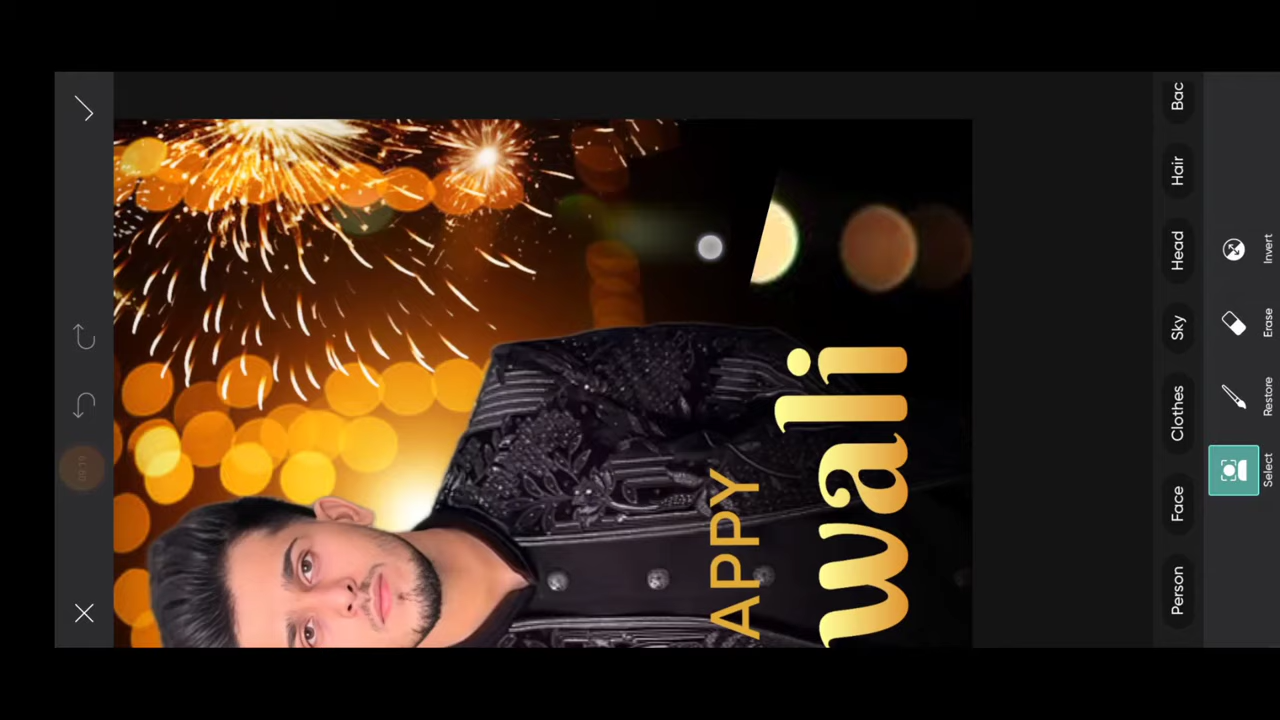 APPY
wali
Person
Face
Clothes
Sky
Head
Hair
Bac
Select
Restore
Erase
Invert